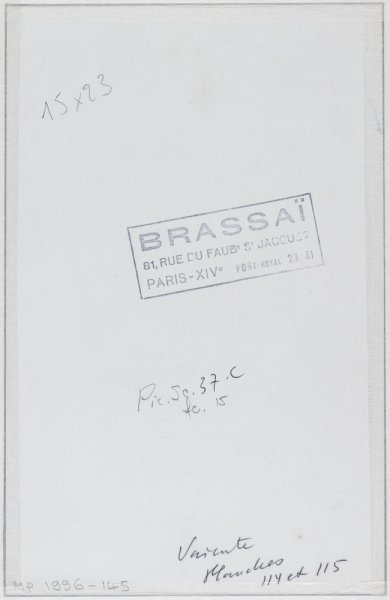 15x23
BRASSAÏ
81, RUE DU FAUBG ST JACQUES
PARIS-XIVe PORT-ROYAL 23-41
Pic.Sc.37.C
fc. 15
Variante
Planches
114 et 115
MP 1996-145